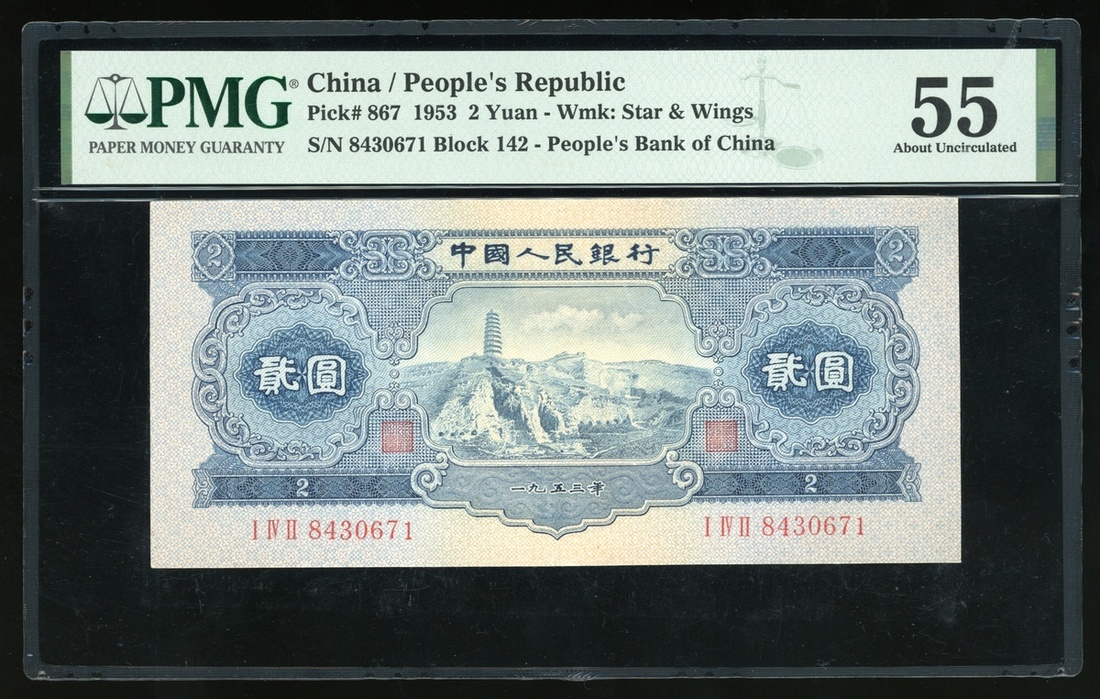 PMG®
PAPER MONEY GUARANTY
China / People's Republic
Pick# 867 1953 2 Yuan - Wmk: Star & Wings
S/N 8430671 Block 142 - People's Bank of China
55
About Uncirculated
2
中國人民銀行
2
貳圓
貳圓
2
一九五三年
2
I IV II 8430671
I IV II 8430671